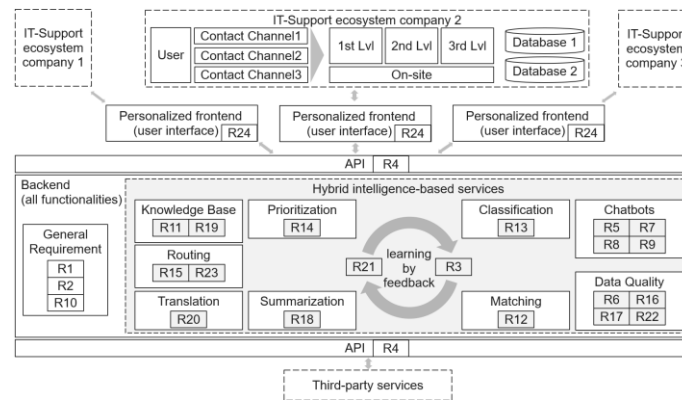 IT-Support
ecosystem
company 1
IT-Support ecosystem company 2
User
Contact Channel1
Contact Channel2
Contact Channel3
1st Lvl
2nd Lvl
3rd Lvl
On-site
Database 1
Database 2
IT-Suppor
ecosystem
company
Personalized frontend
(user interface) R24
Personalized frontend
(user interface) R24
Personalized frontend
(user interface) R24
API R4
Backend
(all functionalities)
General
Requirement
R1
R2
R10
Hybrid intelligence-based services
Knowledge Base
R11 R19
Prioritization
R14
Classification
R13
Chatbots
R5 R7
R8 R9
Routing
R15 R23
R21
learning
by
feedback
R3
Translation
R20
Summarization
R18
Matching
R12
Data Quality
R6 R16
R17 R22
API R4
Third-party services